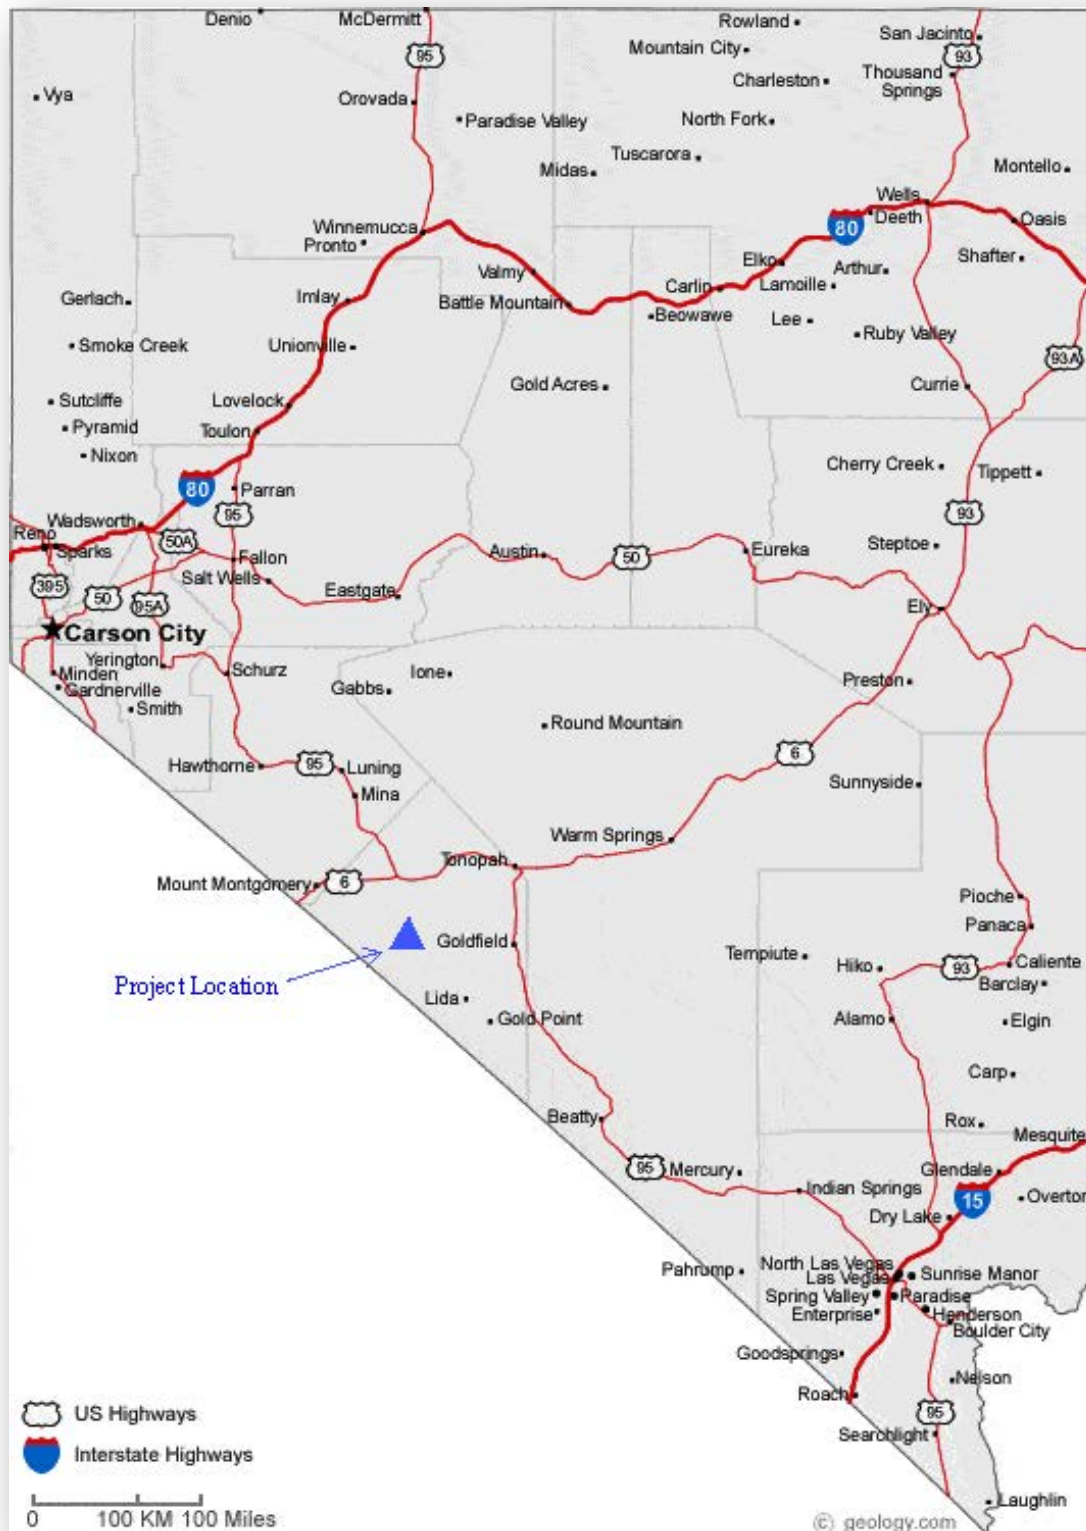 Denio
McDermitt
Rowland
San Jacinto
95
Mountain City
93
Thousand
Springs
Charleston
Vya
Orovada
Paradise Valley
North Fork
Tuscarora
Midas
Montello
Wells
Winnemucca
Deeth
Oasis
80
Pronto
Elko
Shafter
Valmy
Arthur
Carlin
Lamoille
Gerlach
Imlay
Battle Mountain
Beowawe
Lee
Ruby Valley
Smoke Creek
Unionville
93A
Gold Acres
Currie
Sutcliffe
Lovelock
Pyramid
Toulon
Nixon
Cherry Creek
Tippett
80
Parran
95
93
Wadsworth
Reno
50A
Sparks
Fallon
Austin
50
Eureka
Steptoe
395
Salt Wells
50
95A
Eastgate
Ely
Carson City
Yerington
Schurz
Ione
Minden
Gardnerville
Gabbs
Preston
Smith
Round Mountain
6
Hawthorne
95
Luning
Sunnyside
Mina
Warm Springs
Tonopah
Mount Montgomery
6
Pioche
Panaca
Goldfield
Tempiute
Hiko
93
Caliente
Project Location
Barclay
Lida
Gold Point
Alamo
Elgin
Carp
Beatty
Rox
Mesquite
95
Mercury
Glendale
Indian Springs
15
Overton
Dry Lake
Pahrump
North Las Vegas
Las Vegas
Sunrise Manor
Spring Valley
Paradise
Enterprise
Henderson
Boulder City
Goodsprings
Nelson
Roach
US Highways
95
Searchlight
Interstate Highways
Laughlin
0 100 KM 100 Miles
© geology.com